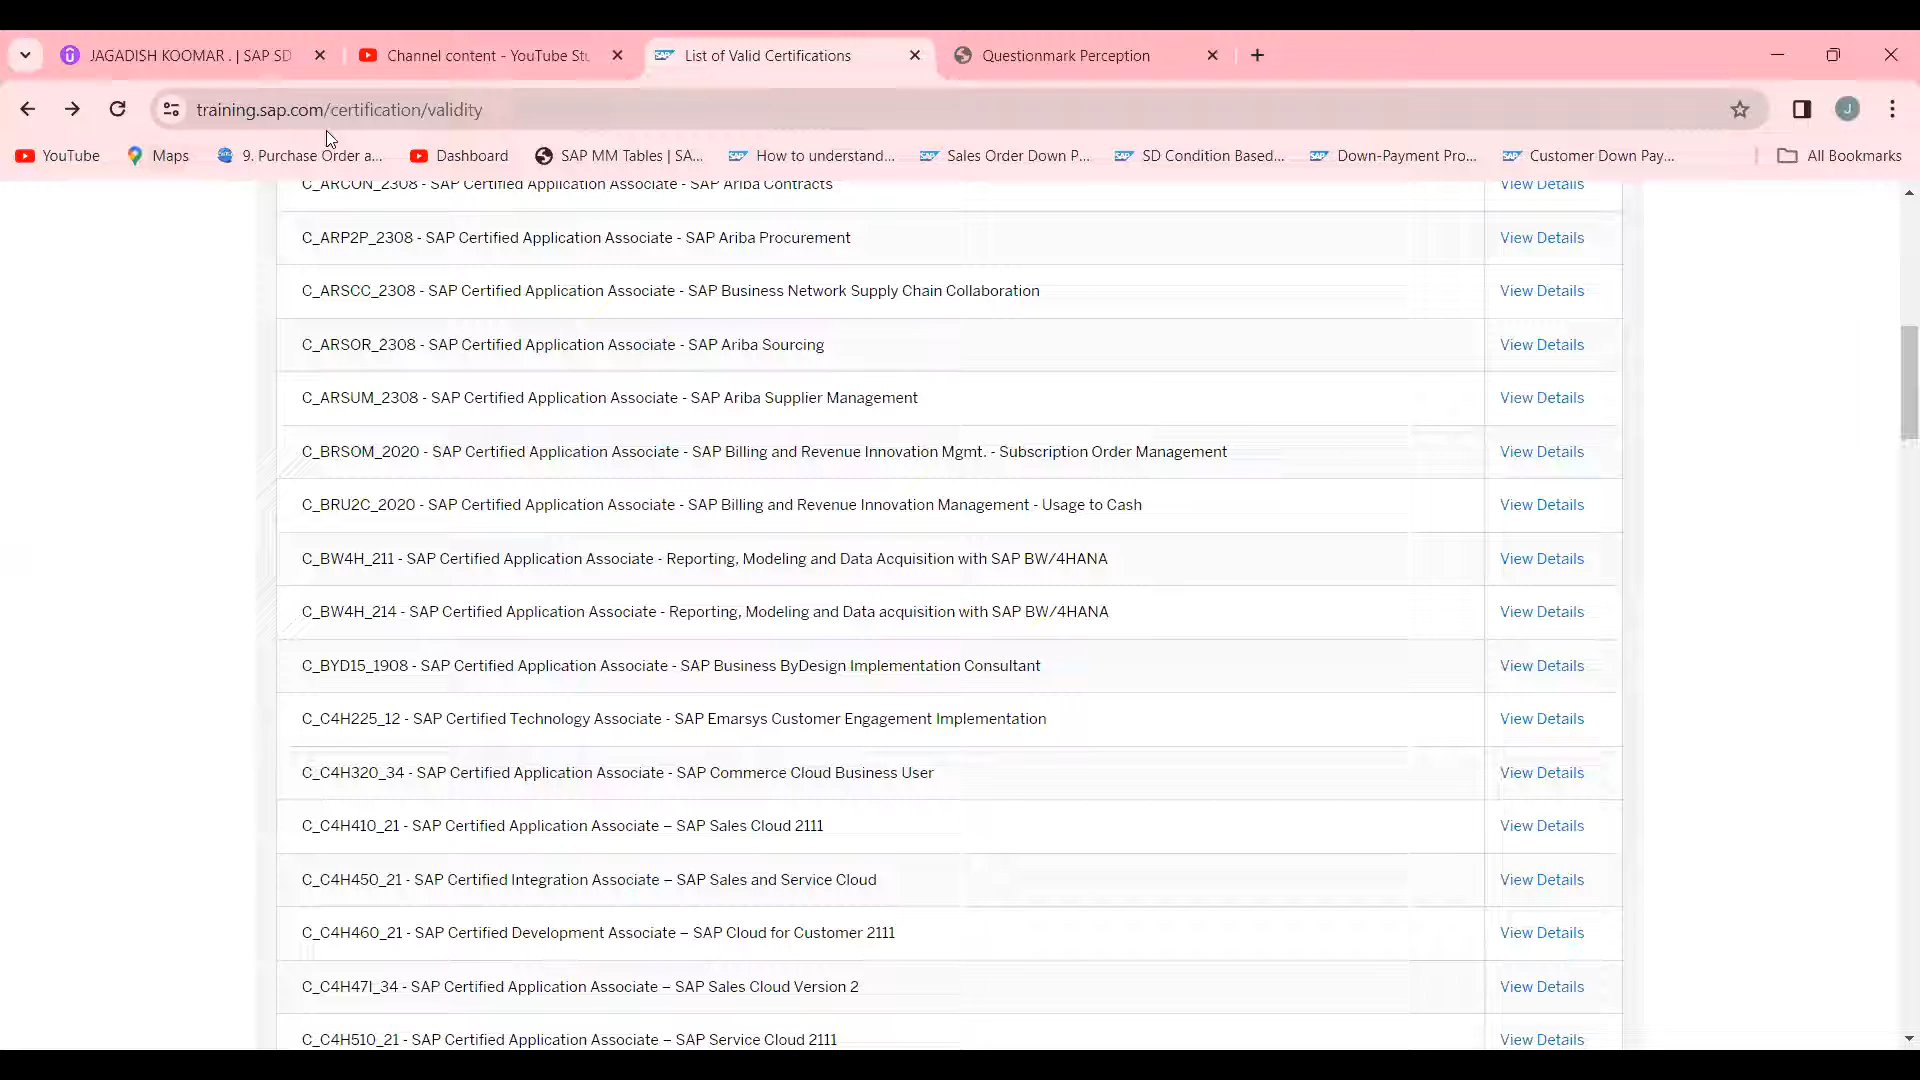 JAGADISH KOOMAR . | SAP SD
Channel content - YouTube Stu
List of Valid Certifications
Questionmark Perception
training.sap.com/certification/validity
J
YouTube
Maps
9. Purchase Order a...
Dashboard
SAP MM Tables | SA...
How to understand...
Sales Order Down P...
SD Condition Based...
Down-Payment Pro...
Customer Down Pay...
All Bookmarks
C_ARCON_2308 - SAP Certified Application Associate - SAP Ariba Contracts View Details
C_ARP2P_2308 - SAP Certified Application Associate - SAP Ariba Procurement View Details
C_ARSCC_2308 - SAP Certified Application Associate - SAP Business Network Supply Chain Collaboration View Details
C_ARSOR_2308 - SAP Certified Application Associate - SAP Ariba Sourcing View Details
C_ARSUM_2308 - SAP Certified Application Associate - SAP Ariba Supplier Management View Details
C_BRSOM_2020 - SAP Certified Application Associate - SAP Billing and Revenue Innovation Mgmt. - Subscription Order Management View Details
C_BRU2C_2020 - SAP Certified Application Associate - SAP Billing and Revenue Innovation Management - Usage to Cash View Details
C_BW4H_211 - SAP Certified Application Associate - Reporting, Modeling and Data Acquisition with SAP BW/4HANA View Details
C_BW4H_214 - SAP Certified Application Associate - Reporting, Modeling and Data acquisition with SAP BW/4HANA View Details
C_BYD15_1908 - SAP Certified Application Associate - SAP Business ByDesign Implementation Consultant View Details
C_C4H225_12 - SAP Certified Technology Associate - SAP Emarsys Customer Engagement Implementation View Details
C_C4H320_34 - SAP Certified Application Associate - SAP Commerce Cloud Business User View Details
C_C4H410_21 - SAP Certified Application Associate – SAP Sales Cloud 2111 View Details
C_C4H450_21 - SAP Certified Integration Associate – SAP Sales and Service Cloud View Details
C_C4H460_21 - SAP Certified Development Associate – SAP Cloud for Customer 2111 View Details
C_C4H47I_34 - SAP Certified Application Associate – SAP Sales Cloud Version 2 View Details
C_C4H510_21 - SAP Certified Application Associate – SAP Service Cloud 2111 View Details